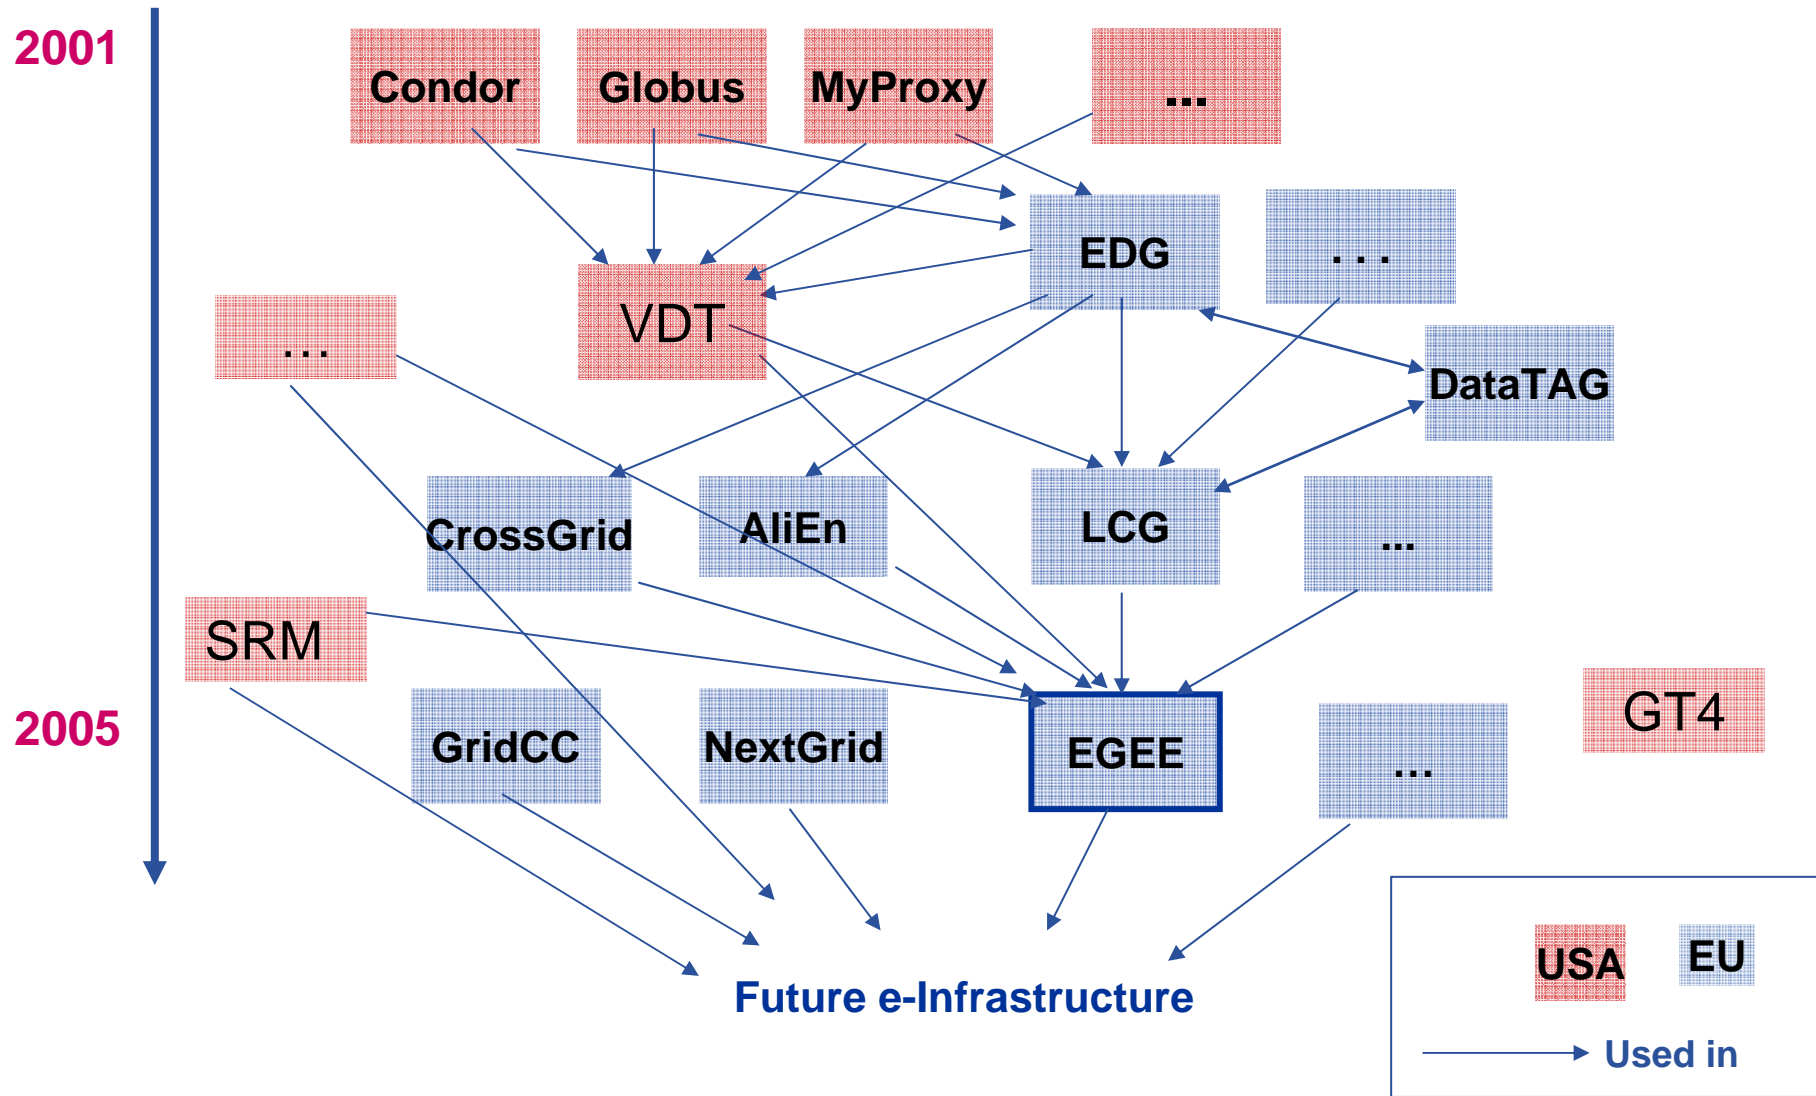 2001
Condor
Globus
MyProxy
...
EDG
. . .
VDT
. . .
DataTAG
CrossGrid
AliEn
LCG
...
SRM
2005
GridCC
NextGrid
EGEE
...
GT4
Future e-Infrastructure
USA
EU
Used in